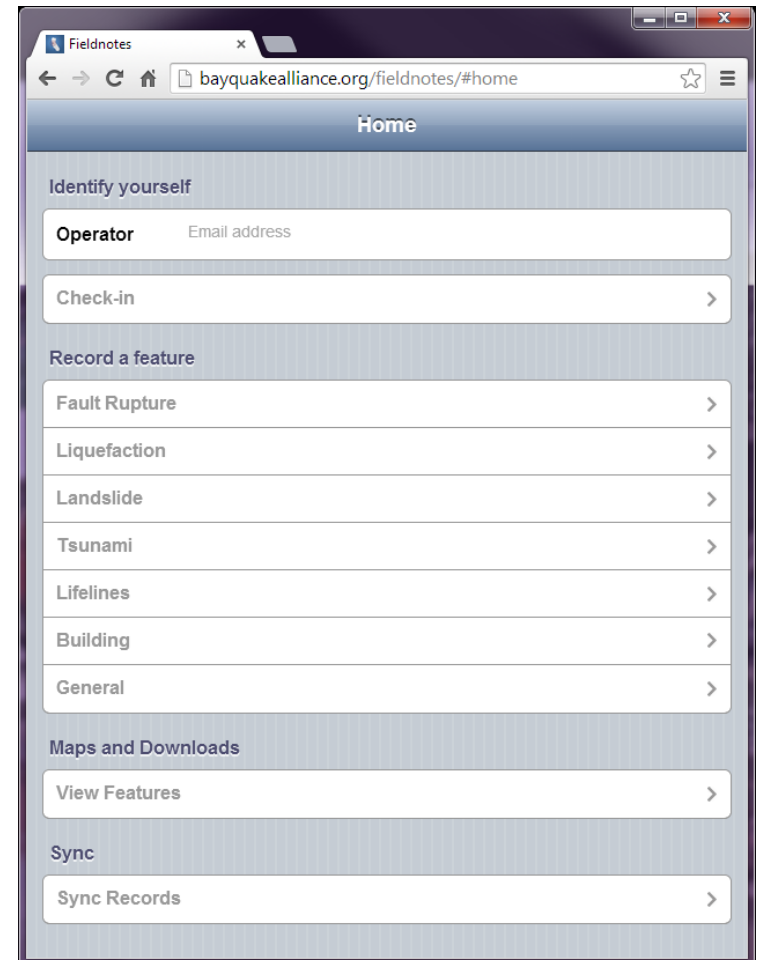 Fieldnotes
bayquakealliance.org/fieldnotes/#home
Home
Identify yourself
Operator Email address
Check-in
Record a feature
Fault Rupture
Liquefaction
Landslide
Tsunami
Lifelines
Building
General
Maps and Downloads
View Features
Sync
Sync Records